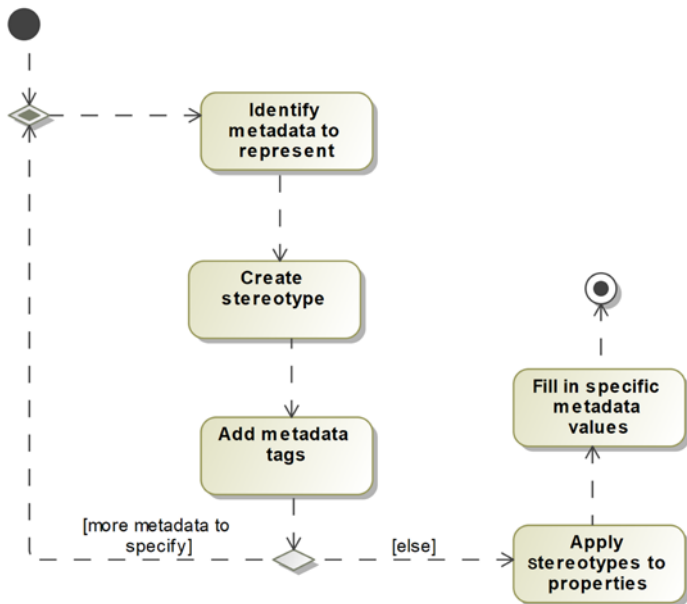 Identify
metadata to
represent
Create
stereotype
Add metadata
tags
[more metadata to
specify]
[else]
Apply
stereotypes to
properties
Fill in specific
metadata
values